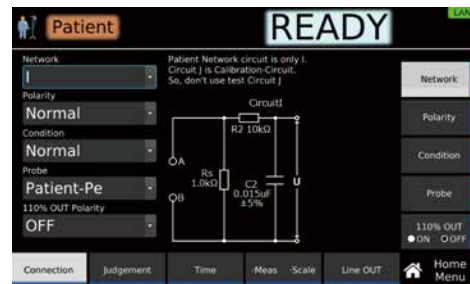 LAN
Patient
READY
Network
I
Polarity
Normal
Condition
Normal
Probe
Patient-Pe
110% OUT Polarity
OFF
Patient Network circuit is only I.
Circuit J is Calibration-Circuit.
So, don't use test Circuit J
CircuitI
R2 10kΩ
A
Rs
1.0kΩ
B
C2
0.015uF
±5%
U
Network
Polarity
Condition
Probe
110% OUT
ON OFF
Connection
Judgement
Time
·Meas ·Scale
Line OUT
Home
Menu